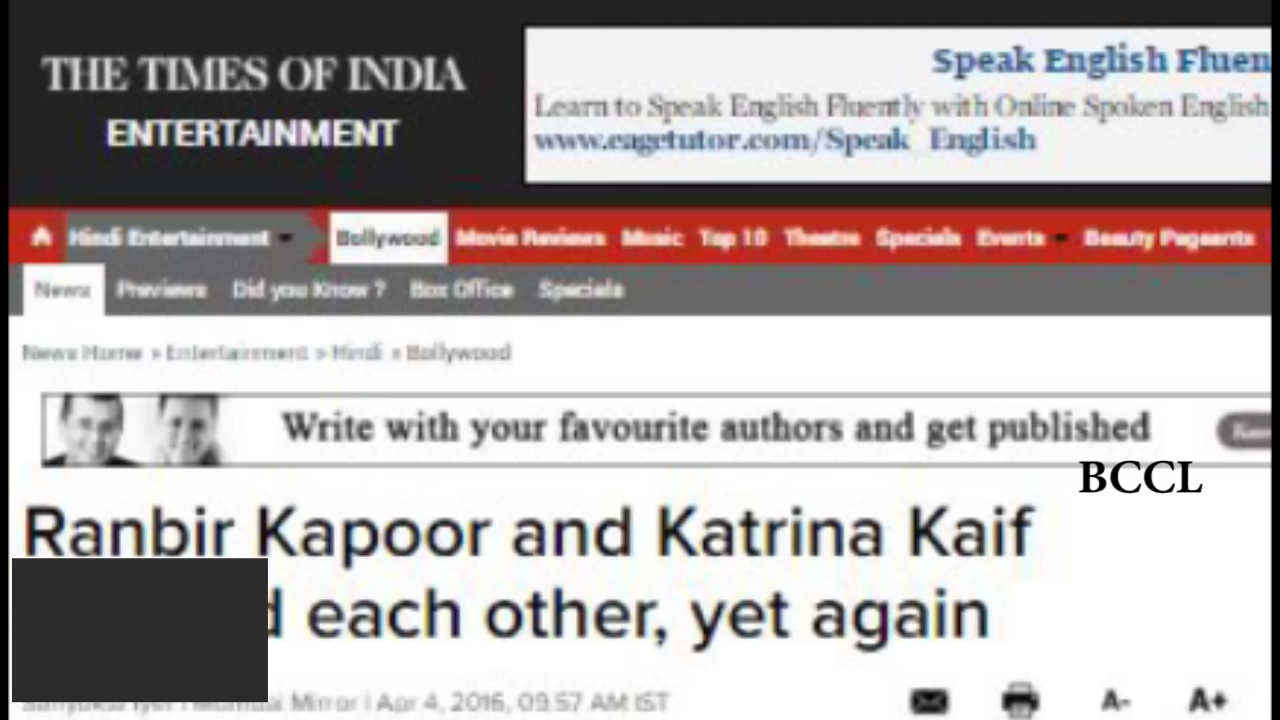 THE TIMES OF INDIA
ENTERTAINMENT
Speak English Fluen
Learn to Speak English Fluently with Online Spoken English
www.eagetutor.com/Speak_English
Hindi Entertainment Bollywood Movie Reviews Music Top 10 Theatre Specials Events Beauty Pageants
News Previews Did you Know ? Box Office Specials
News Home » Entertainment » Hindi » Bollywood
Write with your favourite authors and get published
BCCL
Ranbir Kapoor and Katrina Kaif
d each other, yet again
Mirror | Apr 4, 2016, 09.57 AM IST
A- A+